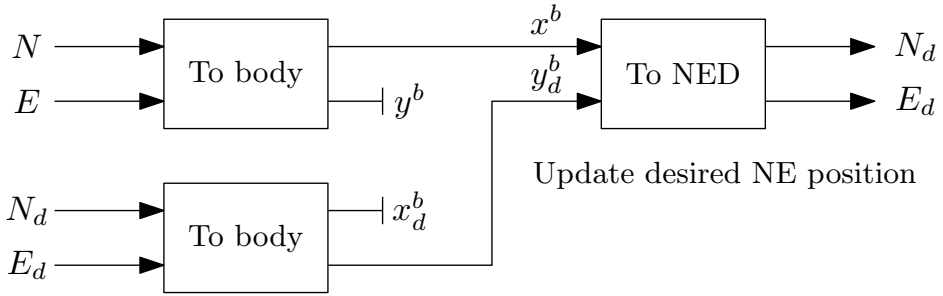 N
E
To body
x^b
y^b
y_d^b
To NED
N_d
E_d
Update desired NE position
N_d
E_d
To body
x_d^b